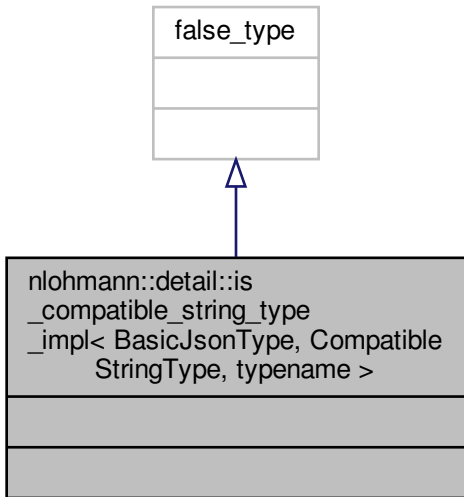 false_type
nlohmann::detail::is
_compatible_string_type
_impl< BasicJsonType, Compatible
StringType, typename >